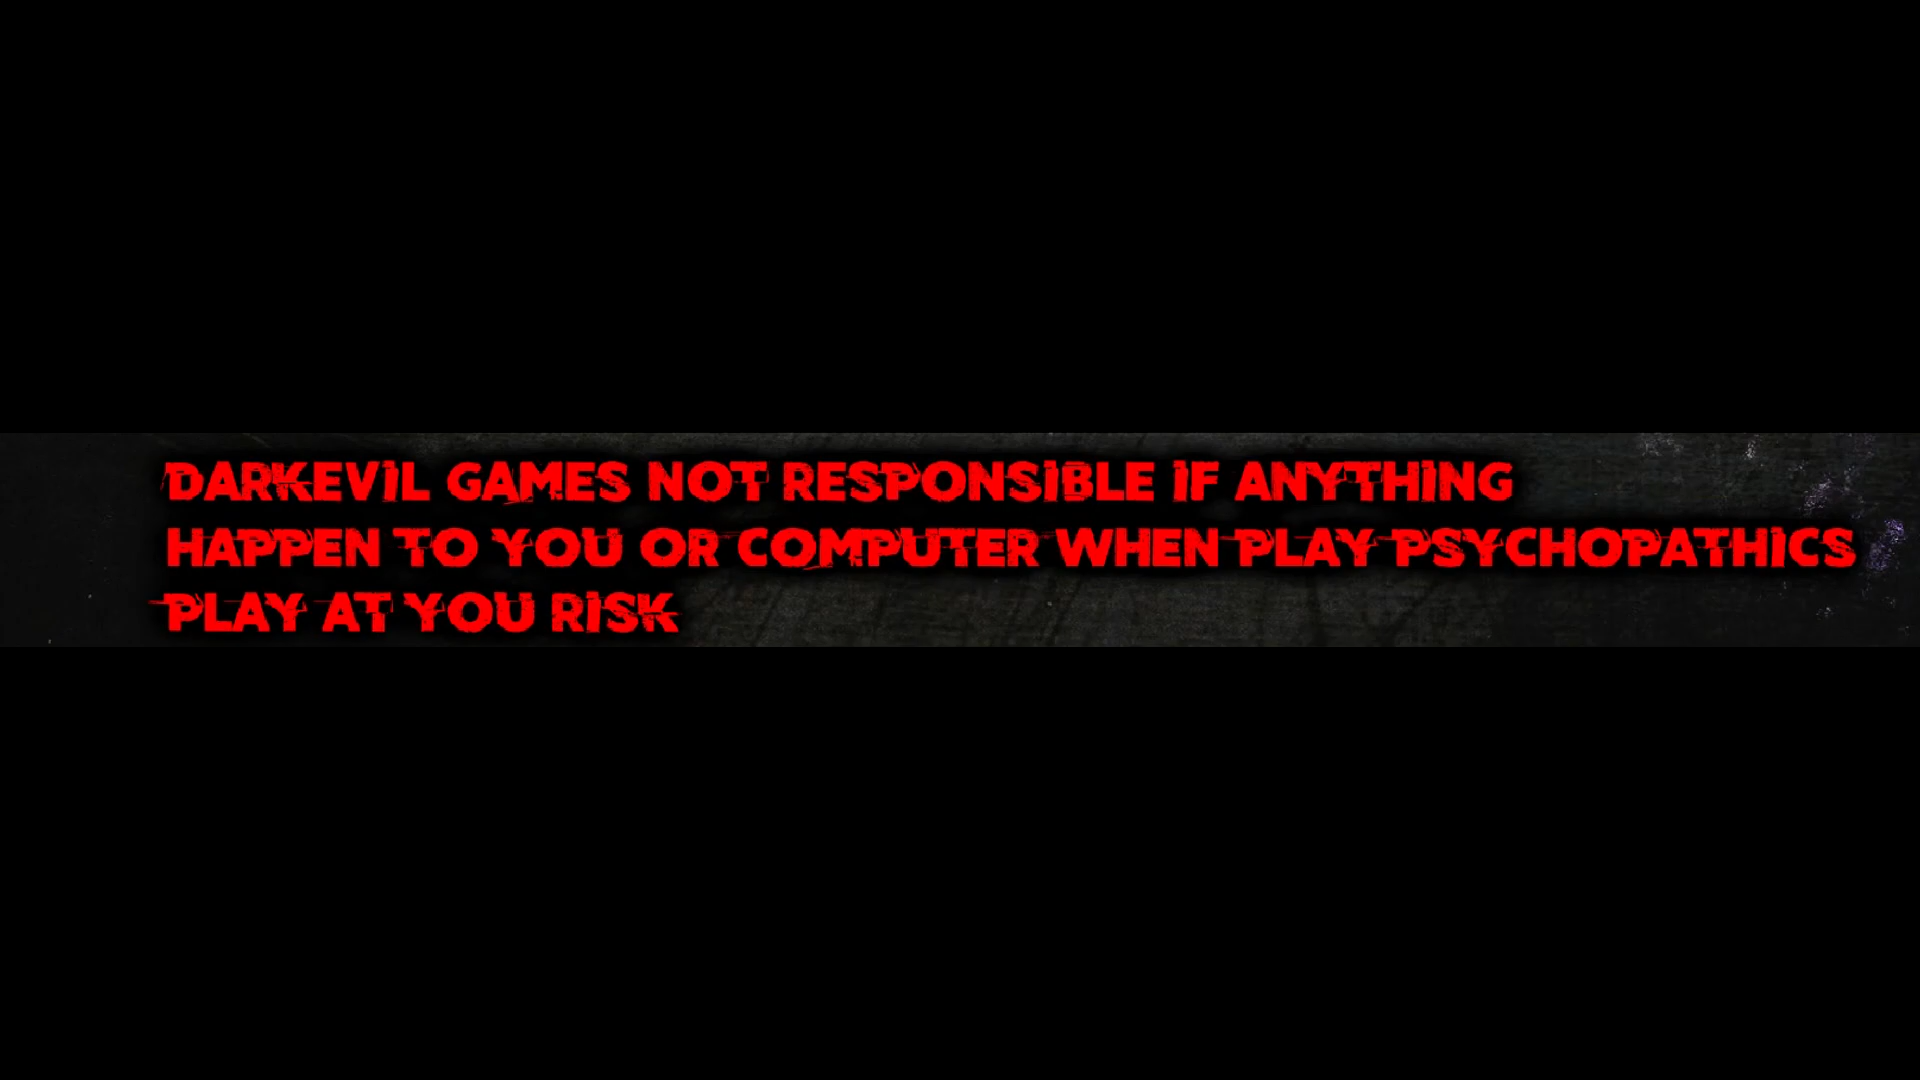 DARKEVIL GAMES NOT RESPONSIBLE IF ANYTHING
HAPPEN TO YOU OR COMPUTER WHEN PLAY PSYCHOPATHICS
PLAY AT YOU RISK